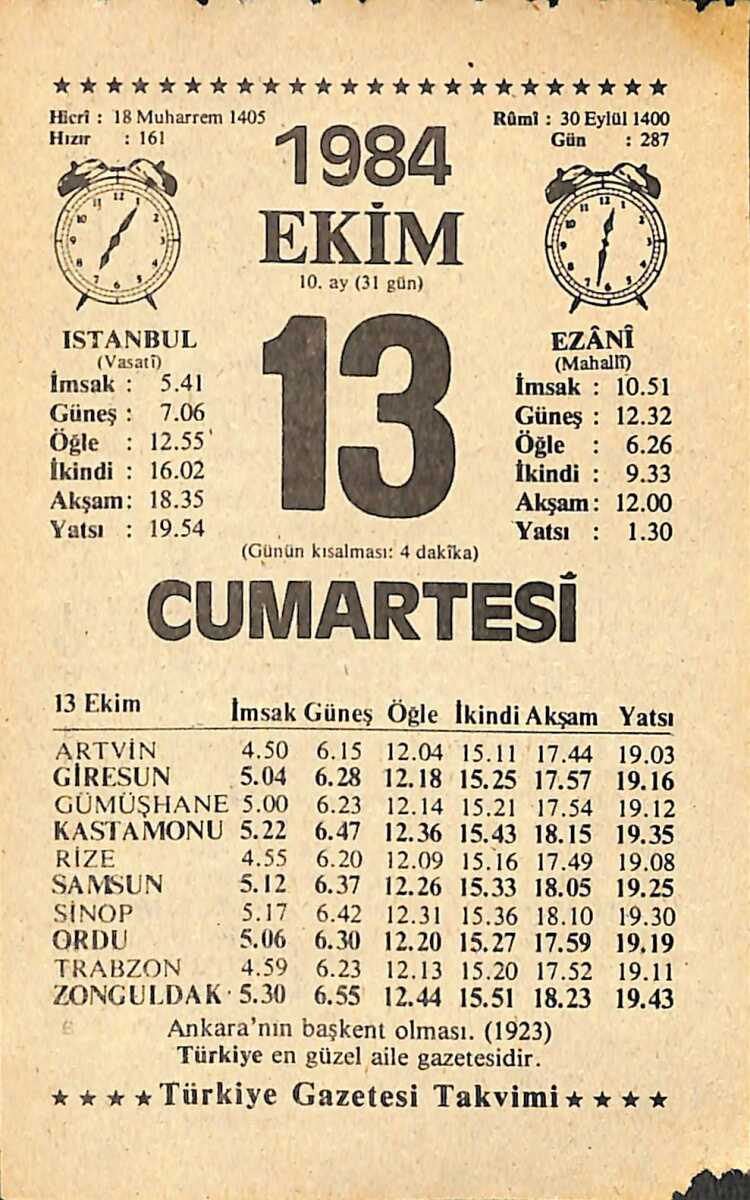 ★★★★★★★★★★★★★★★★★★★★★★★★
Hicrî : 18 Muharrem 1405
Hızır : 161
1984
EKİM
10. ay (31 gün)
13
Rûmî : 30 Eylül 1400
Gün : 287
ISTANBUL
(Vasatî)
İmsak : 5.41
Güneş : 7.06
Öğle : 12.55
İkindi : 16.02
Akşam: 18.35
Yatsı : 19.54
EZÂNÎ
(Mahallî)
İmsak : 10.51
Güneş : 12.32
Öğle : 6.26
İkindi : 9.33
Akşam: 12.00
Yatsı : 1.30
(Günün kısalması: 4 dakîka)
CUMARTESİ
13 Ekim İmsak Güneş Öğle İkindi Akşam Yatsı
ARTVİN 4.50 6.15 12.04 15.11 17.44 19.03
GİRESUN 5.04 6.28 12.18 15.25 17.57 19.16
GÜMÜŞHANE 5.00 6.23 12.14 15.21 17.54 19.12
KASTAMONU 5.22 6.47 12.36 15.43 18.15 19.35
RİZE 4.55 6.20 12.09 15.16 17.49 19.08
SAMSUN 5.12 6.37 12.26 15.33 18.05 19.25
SİNOP 5.17 6.42 12.31 15.36 18.10 19.30
ORDU 5.06 6.30 12.20 15.27 17.59 19.19
TRABZON 4.59 6.23 12.13 15.20 17.52 19.11
ZONGULDAK 5.30 6.55 12.44 15.51 18.23 19.43
Ankara'nın başkent olması. (1923)
Türkiye en güzel aile gazetesidir.
★★★★Türkiye Gazetesi Takvimi★★★★